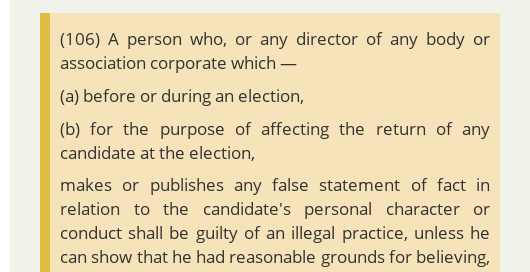 (106) A person who, or any director of any body or
association corporate which —
(a) before or during an election,
(b) for the purpose of affecting the return of any
candidate at the election,
makes or publishes any false statement of fact in
relation to the candidate's personal character or
conduct shall be guilty of an illegal practice, unless he
can show that he had reasonable grounds for believing,